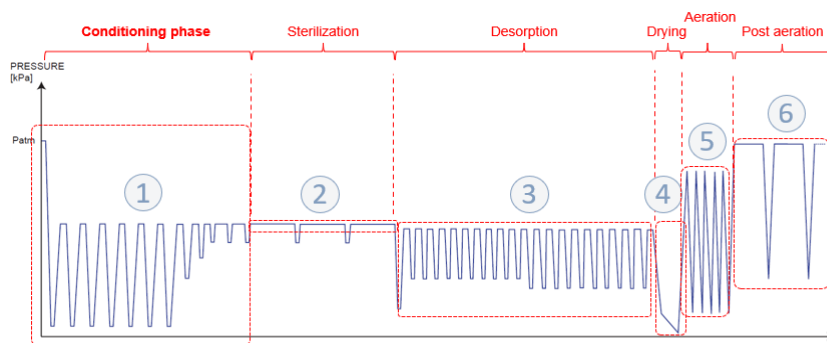 Conditioning phase
Sterilization
Desorption
Drying
Aeration
Post aeration
PRESSURE
[kPa]
Patm
1
2
3
4
5
6